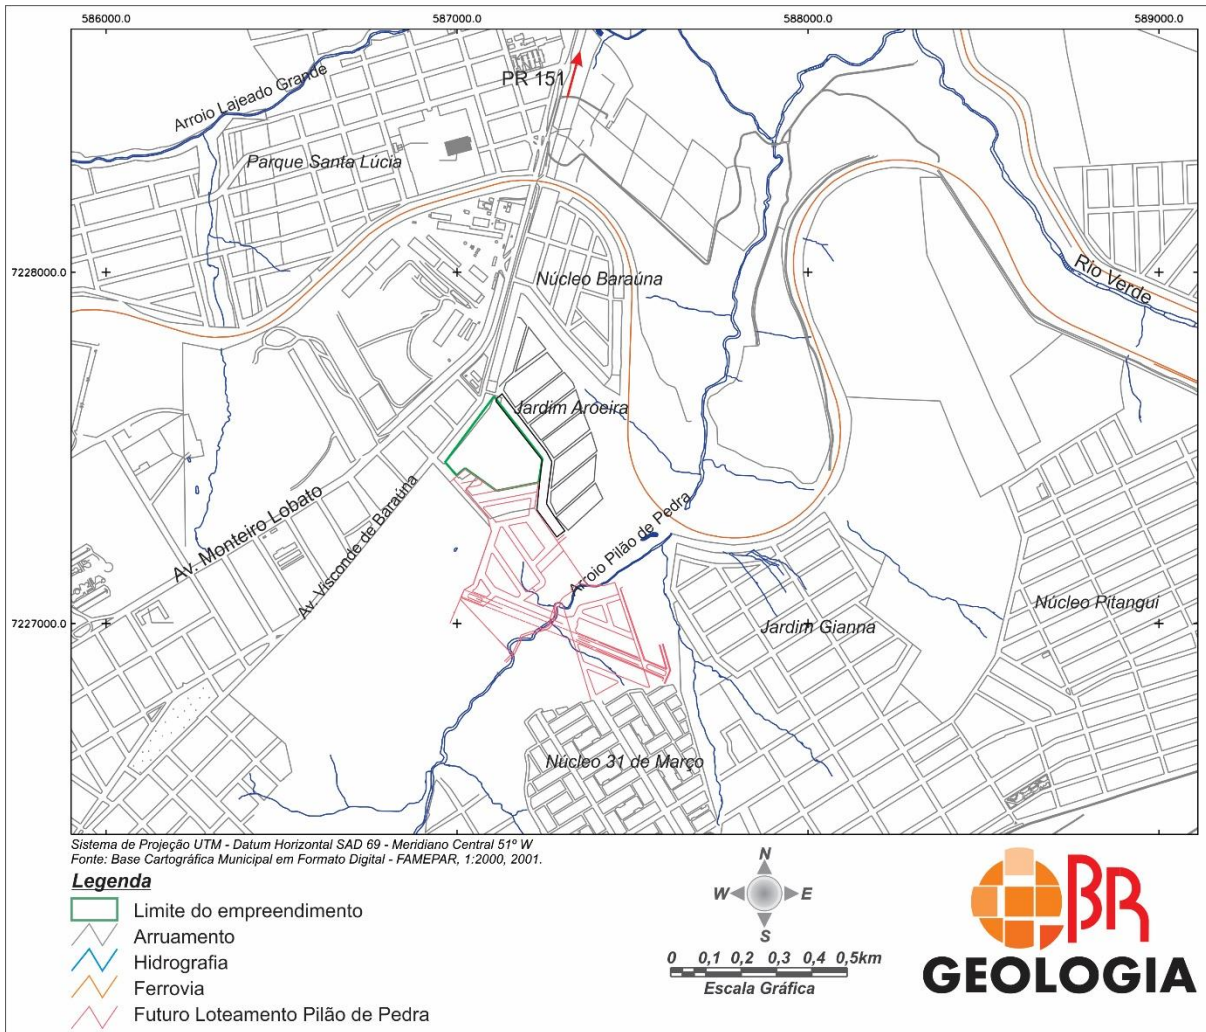 586000.0
587000.0
588000.0
589000.0
PR 151
Arroio Lajeado Grande
Parque Santa Lúcia
7228000.0
Núcleo Baraúna
Rio Verde
Jardim Aroeira
Av. Monteiro Lobato
Av. Visconde de Baraúna
Arroio Pilão de Pedra
Núcleo Pitanguí
7227000.0
Jardim Gianna
Núcleo 31 de Março
Sistema de Projeção UTM - Datum Horizontal SAD 69 - Meridiano Central 51º W
Fonte: Base Cartográfica Municipal em Formato Digital - FAMEPAR, 1:2000, 2001.
Legenda
Limite do empreendimento
Arruamento
Hidrografia
Ferrovia
Futuro Loteamento Pilão de Pedra
N
W E
S
0 0,1 0,2 0,3 0,4 0,5km
Escala Gráfica
BR
GEOLOGIA